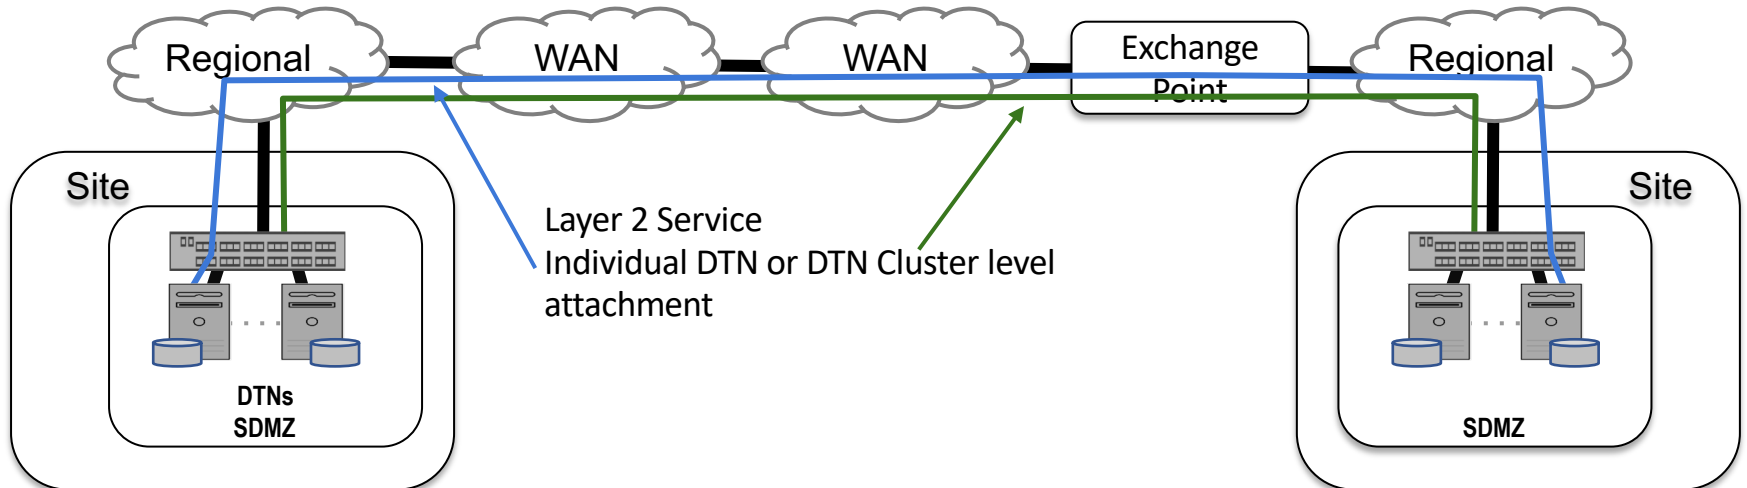 Regional
WAN
WAN
Exchange
Point
Regional
Site
Site
Layer 2 Service
Individual DTN or DTN Cluster level
attachment
DTNs
SDMZ
SDMZ